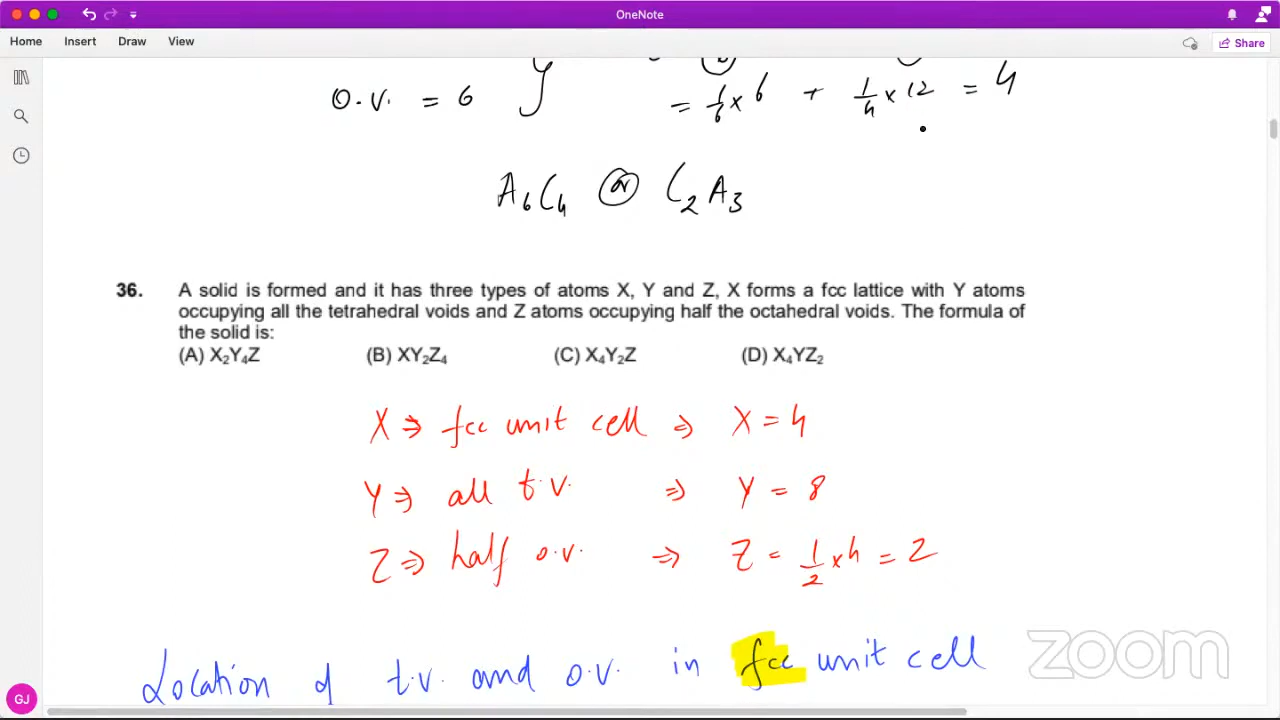 OneNote
Home Insert Draw View Share
O.V. = 6 = 1/6 x 6 + 1/4 x 12 = 4
A6C4 or C2A3
36. A solid is formed and it has three types of atoms X, Y and Z, X forms a fcc lattice with Y atoms
occupying all the tetrahedral voids and Z atoms occupying half the octahedral voids. The formula of
the solid is:
(A) X₂Y₄Z (B) XY₂Z₄ (C) X₄Y₂Z (D) X₄YZ₂
X ⇒ fcc unit cell ⇒ X = 4
Y ⇒ all t.v. ⇒ Y = 8
Z ⇒ half o.v. ⇒ Z = 1/2 x 4 = 2
Location of t.v. and o.v. in fcc unit cell
zoom
GJ